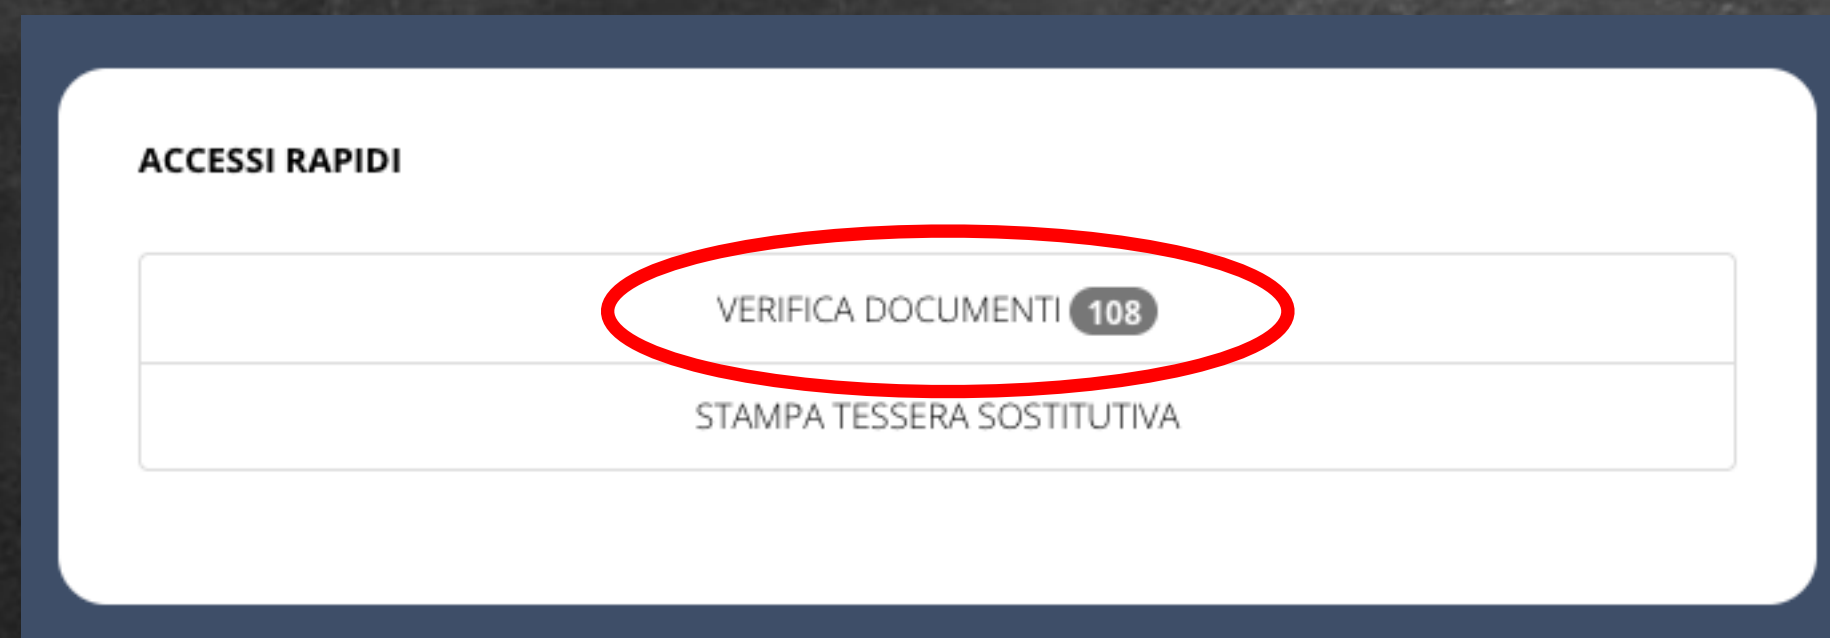 ACCESSI RAPIDI
VERIFICA DOCUMENTI 108
STAMPA TESSERA SOSTITUTIVA